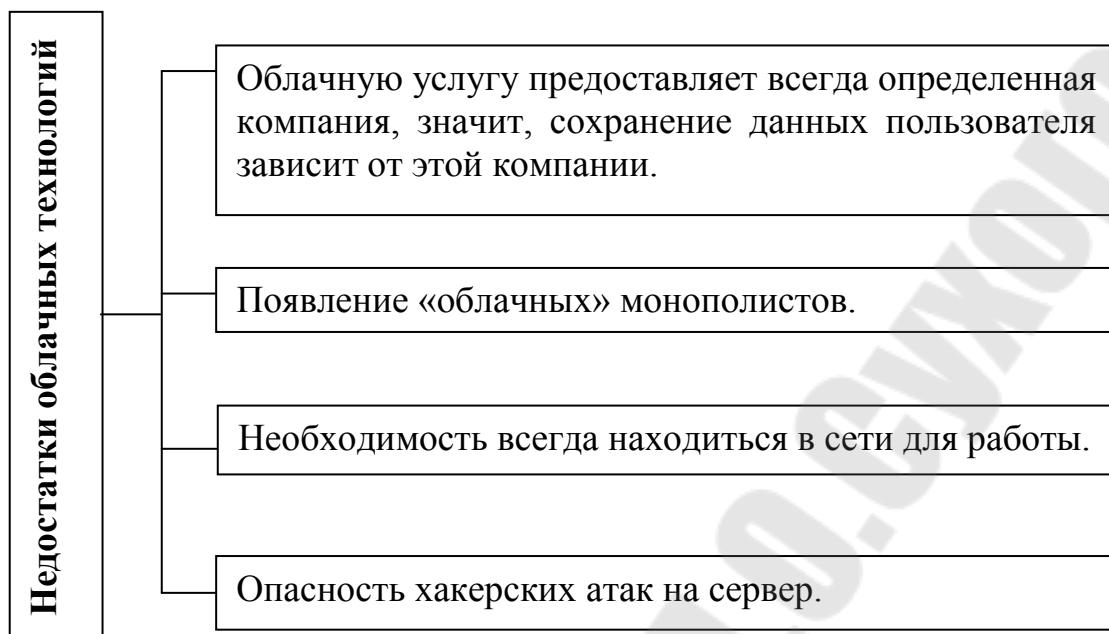 Недостатки облачных технологий
Облачную услугу предоставляет всегда определенная
компания, значит, сохранение данных пользователя
зависит от этой компании.
Появление «облачных» монополистов.
Необходимость всегда находиться в сети для работы.
Опасность хакерских атак на сервер.